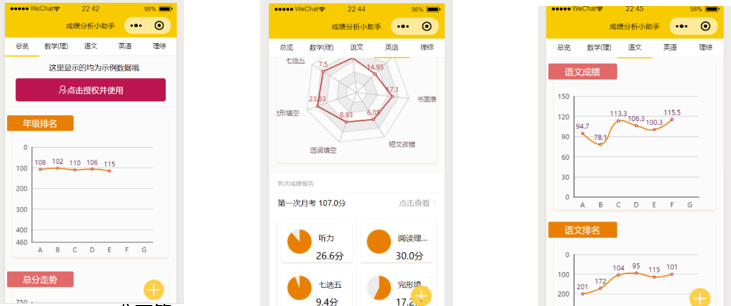 WeChat 22:42 98%
成绩分析小助手
总览 数学(理) 语文 英语 理综
这里显示的均为示例数据哦
点击授权并使用
年级排名
0
100
200
300
400
460
108 102 110 106 115
A B C D E F G
总分走势
750
WeChat 22:44 96%
成绩分析小助手
总览 数学(理) 语文 英语 理综
七选五
7.5
14.93
17.1
书面表
23.63
8.93
6.05
形填空
语词填空
短文改错
各次成绩报告
第一次月考 107.0分 点击查看
听力
26.6分
阅读理...
30.0分
七选五
9.4分
完形填
17.2
WeChat 22:45 98%
成绩分析小助手
总览 数学(理) 语文 英语 理综
语文成绩
150
120
90
60
30
0
94.7 78.1 113.3 106.3 100.3 115.5
A B C D E F G
语文排名
0
100
200
201 172 104 95 115 101